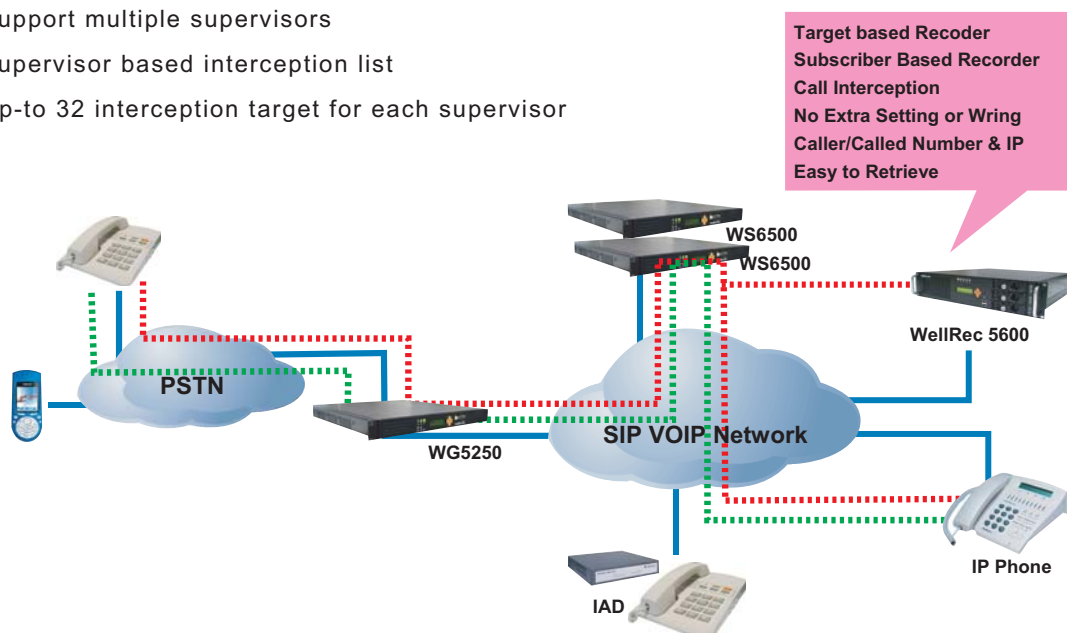 upport multiple supervisors
upervisor based interception list
p-to 32 interception target for each supervisor
Target based Recoder
Subscriber Based Recorder
Call Interception
No Extra Setting or Wring
Caller/Called Number & IP
Easy to Retrieve
WS6500
WS6500
WellRec 5600
PSTN
SIP VOIP Network
WG5250
IP Phone
IAD